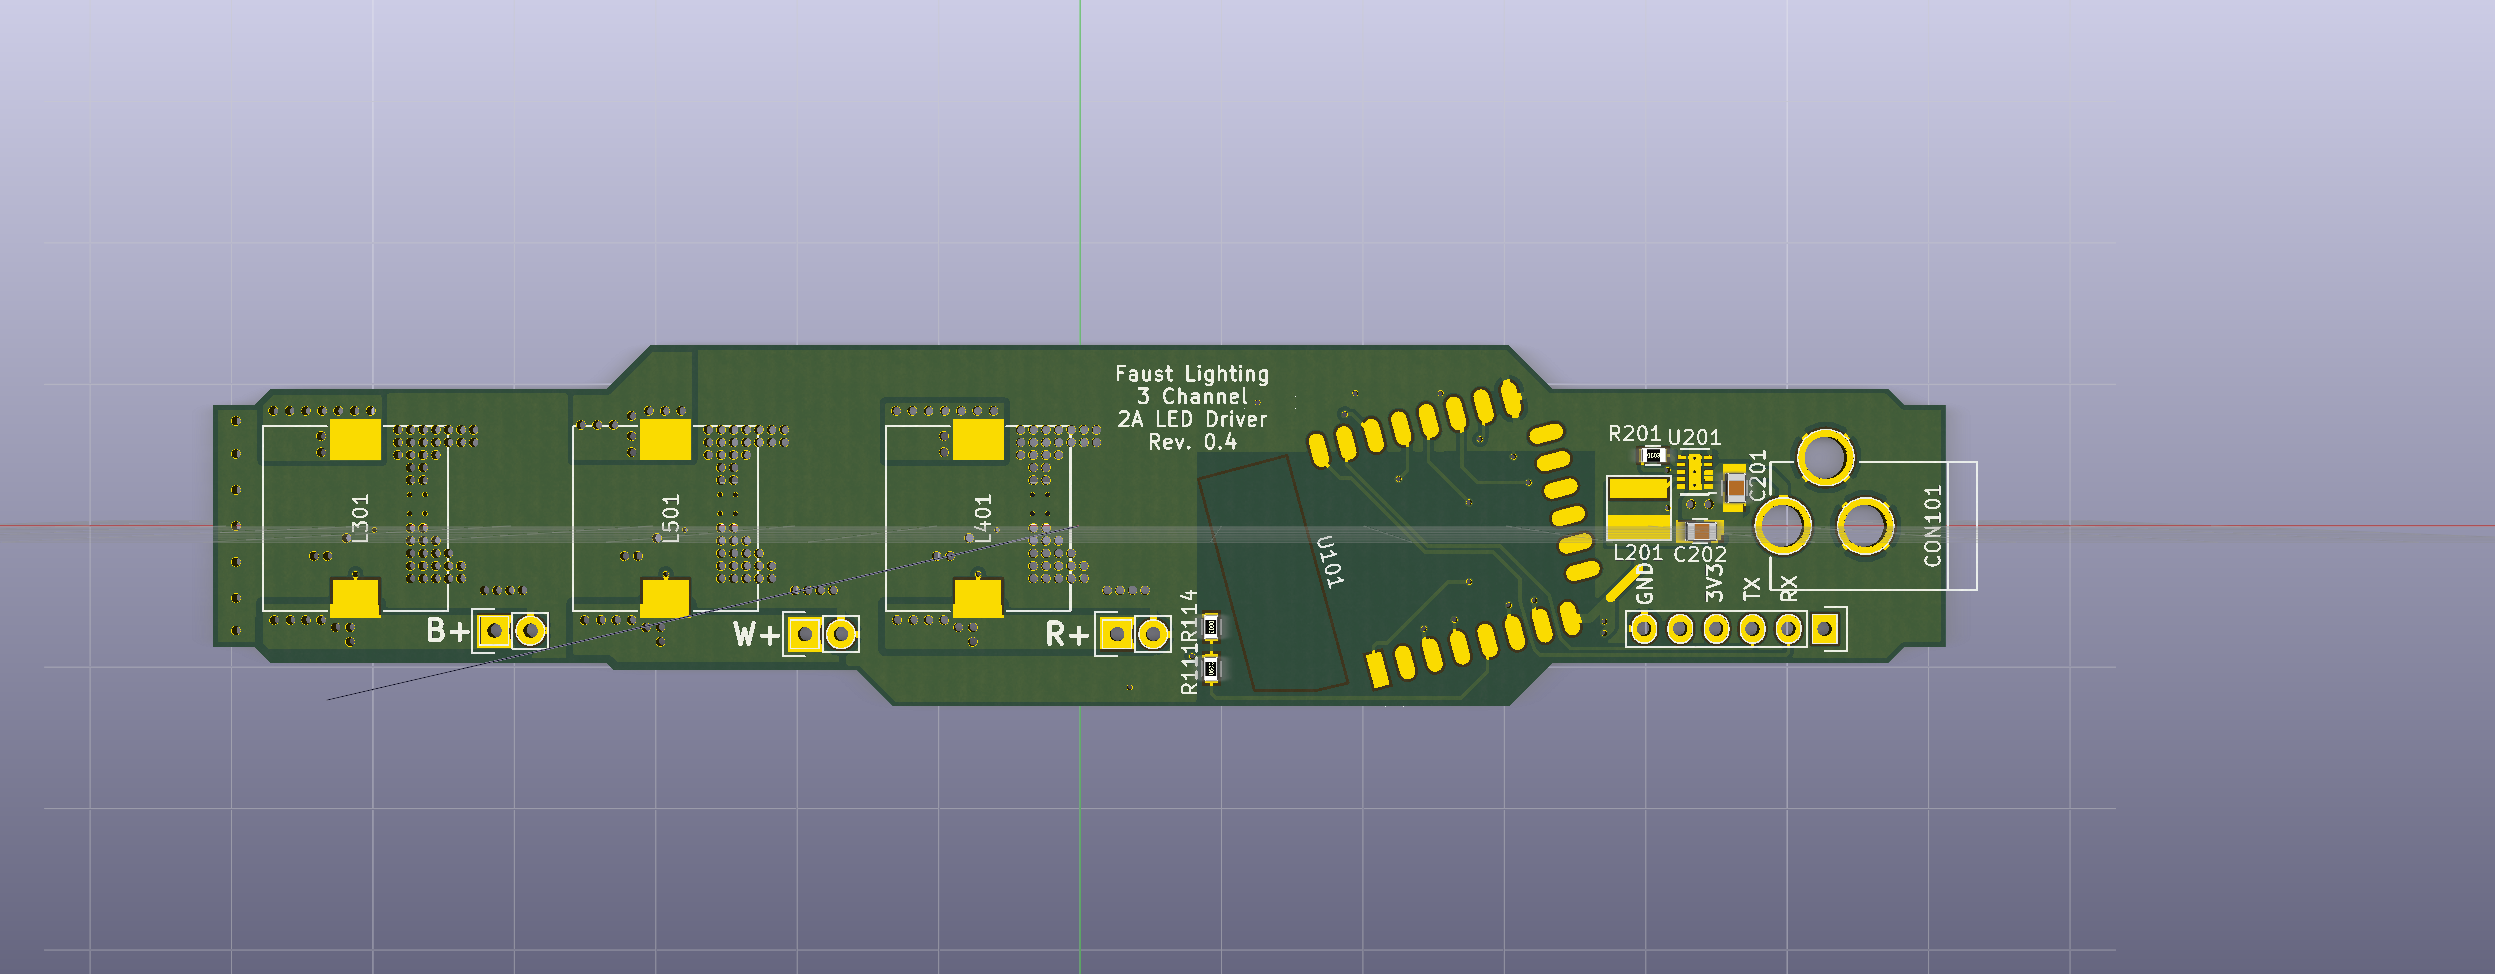 Faust Lighting
3 Channel
2A LED Driver
Rev. 0.4
L301
L501
L401
B+
W+
R+
U101
R114
R111
R201
U201
C201
L201
C202
CON101
GND
3V3
TX
RX